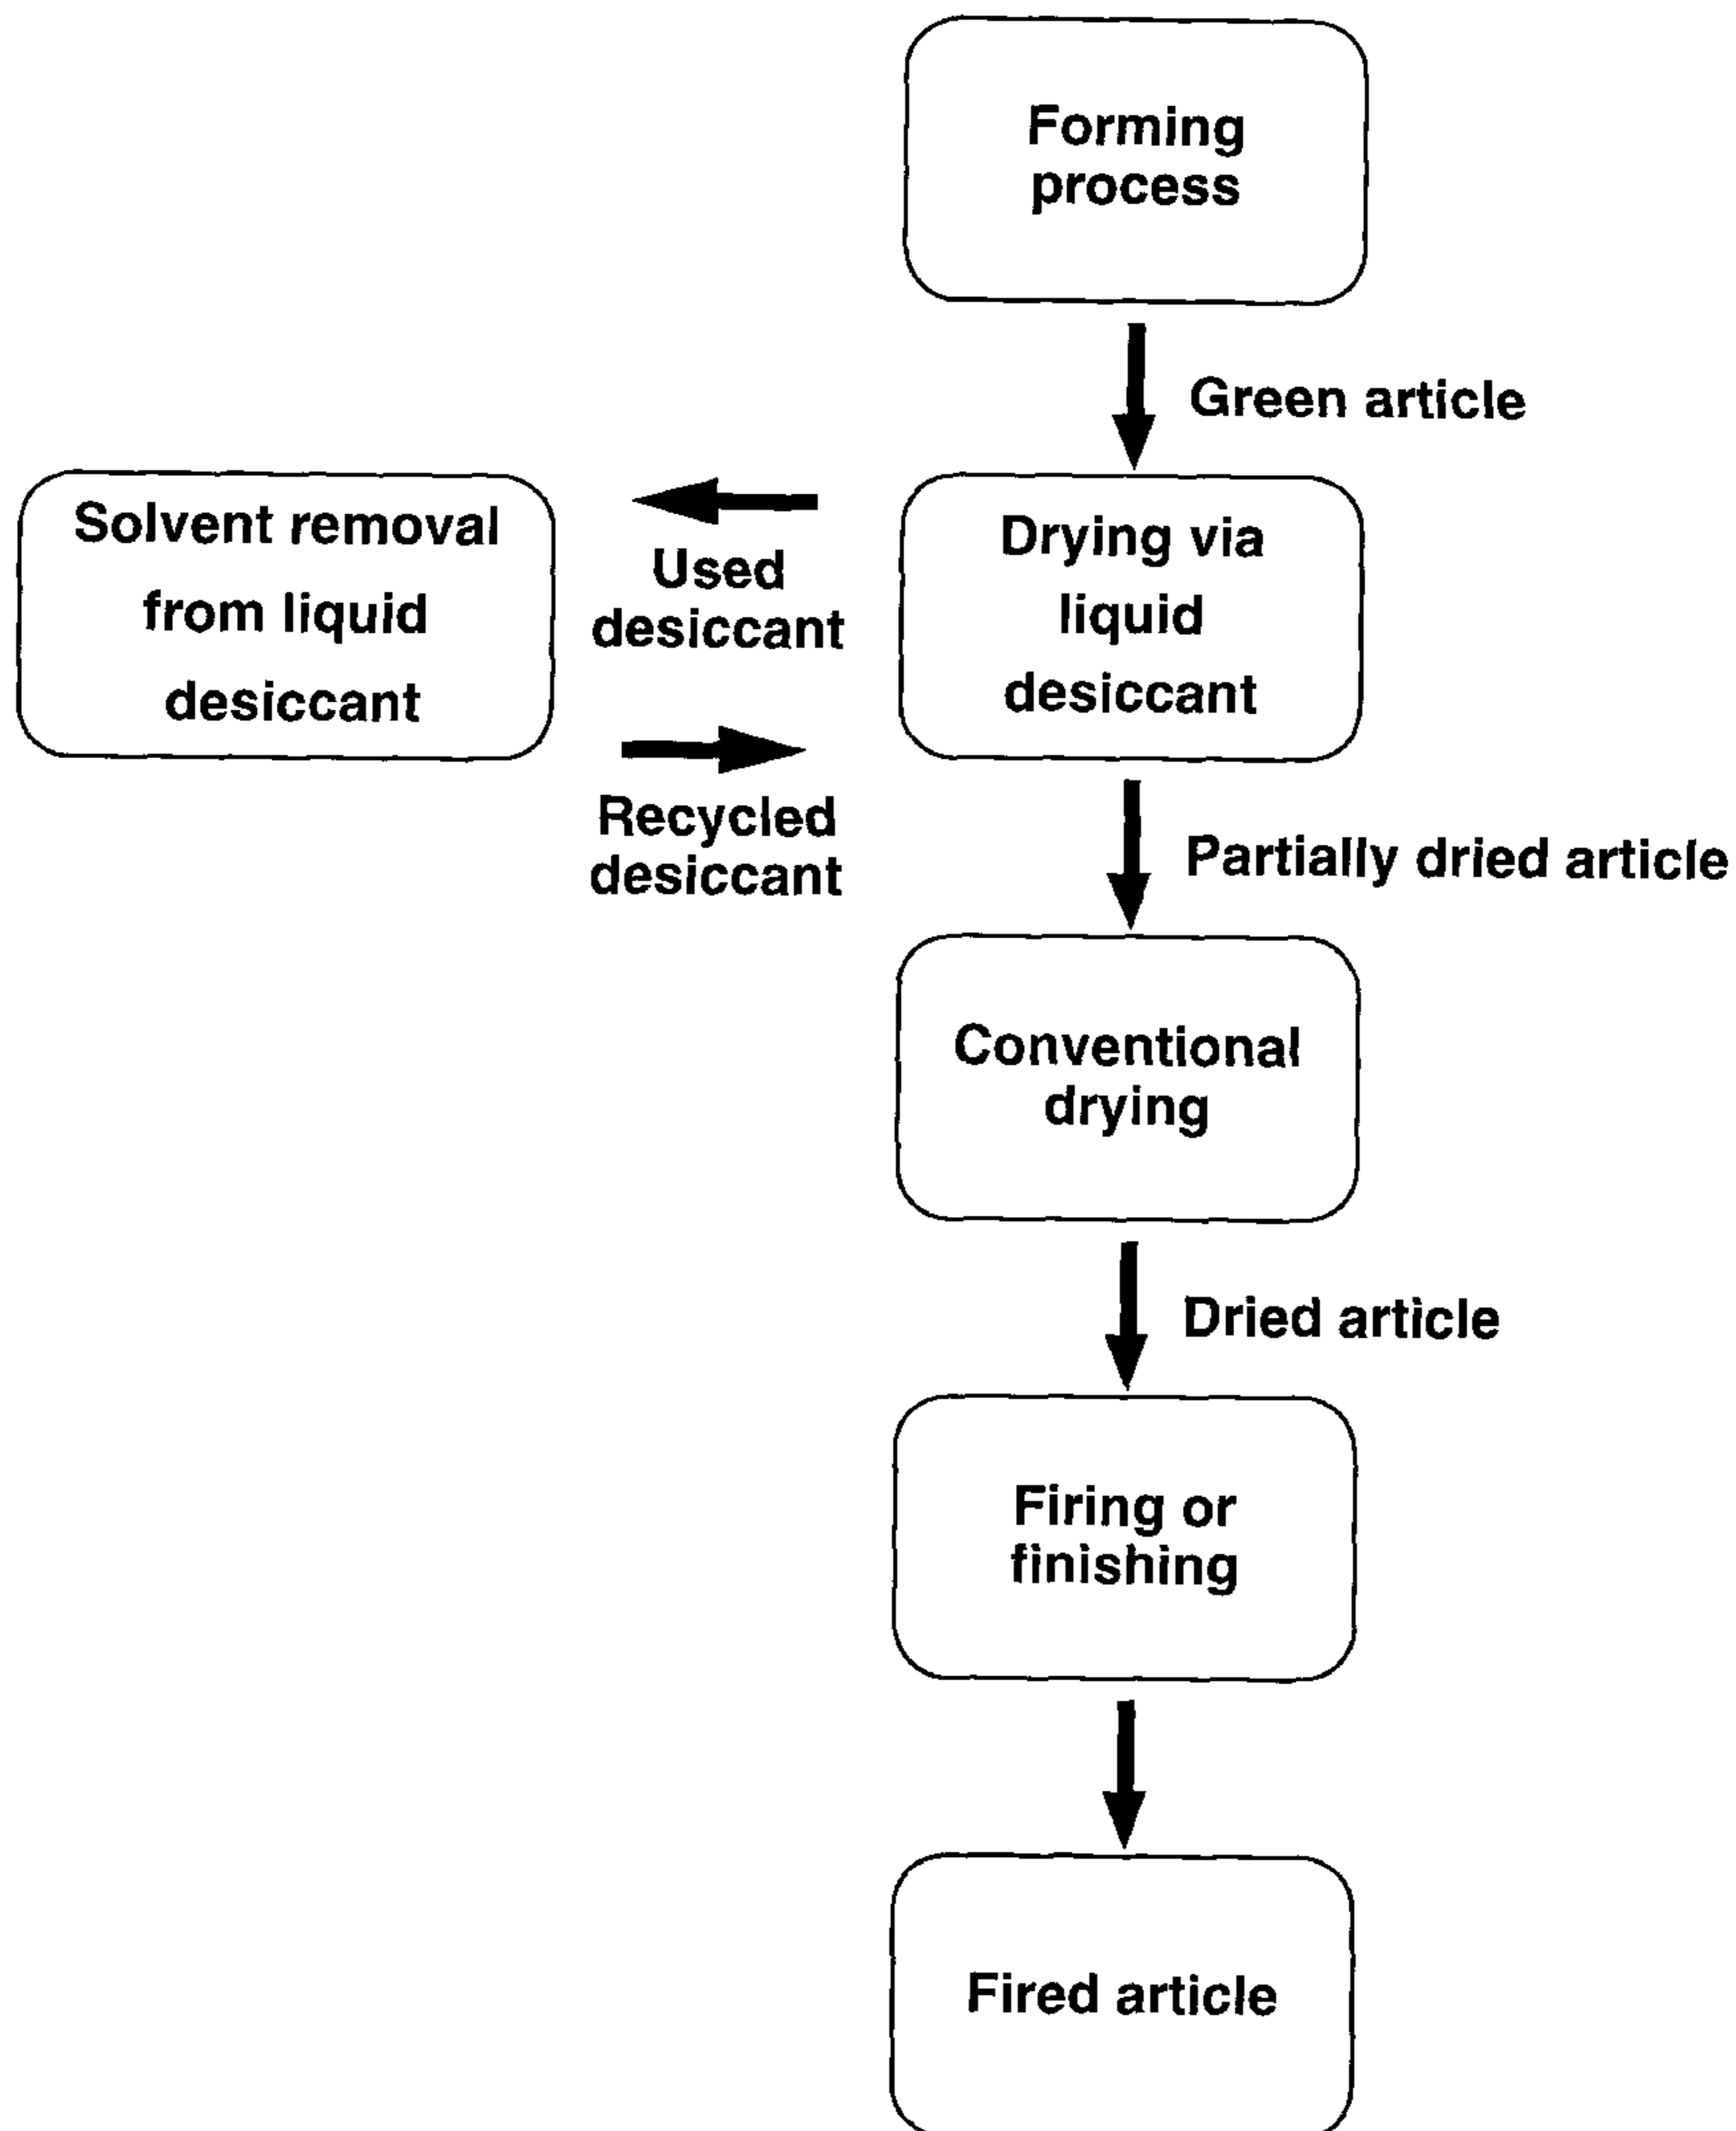 Forming
process
Green article
Solvent removal
from liquid
desiccant
Used
desiccant
Recycled
desiccant
Drying via
liquid
desiccant
Partially dried article
Conventional
drying
Dried article
Firing or
finishing
Fired article